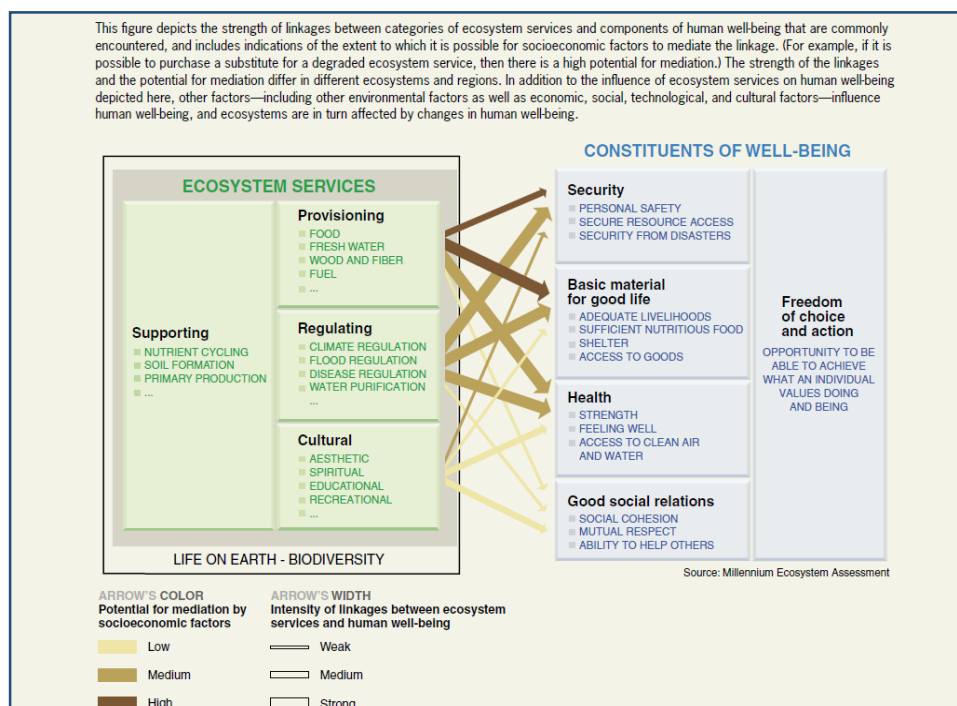 This figure depicts the strength of linkages between categories of ecosystem services and components of human well-being that are commonly
encountered, and includes indications of the extent to which it is possible for socioeconomic factors to mediate the linkage. (For example, if it is
possible to purchase a substitute for a degraded ecosystem service, then there is a high potential for mediation.) The strength of the linkages
and the potential for mediation differ in different ecosystems and regions. In addition to the influence of ecosystem services on human well-being
depicted here, other factors—including other environmental factors as well as economic, social, technological, and cultural factors—influence
human well-being, and ecosystems are in turn affected by changes in human well-being.
ECOSYSTEM SERVICES
Supporting
NUTRIENT CYCLING
SOIL FORMATION
PRIMARY PRODUCTION
...
Provisioning
FOOD
FRESH WATER
WOOD AND FIBER
FUEL
...
Regulating
CLIMATE REGULATION
FLOOD REGULATION
DISEASE REGULATION
WATER PURIFICATION
...
Cultural
AESTHETIC
SPIRITUAL
EDUCATIONAL
RECREATIONAL
...
LIFE ON EARTH - BIODIVERSITY
CONSTITUENTS OF WELL-BEING
Security
PERSONAL SAFETY
SECURE RESOURCE ACCESS
SECURITY FROM DISASTERS
Basic material
for good life
ADEQUATE LIVELIHOODS
SUFFICIENT NUTRITIOUS FOOD
SHELTER
ACCESS TO GOODS
Health
STRENGTH
FEELING WELL
ACCESS TO CLEAN AIR
AND WATER
Good social relations
SOCIAL COHESION
MUTUAL RESPECT
ABILITY TO HELP OTHERS
Freedom
of choice
and action
OPPORTUNITY TO BE
ABLE TO ACHIEVE
WHAT AN INDIVIDUAL
VALUES DOING
AND BEING
Source: Millennium Ecosystem Assessment
ARROW'S COLOR
Potential for mediation by
socioeconomic factors
Low
Medium
High
ARROW'S WIDTH
Intensity of linkages between ecosystem
services and human well-being
Weak
Medium
Strong